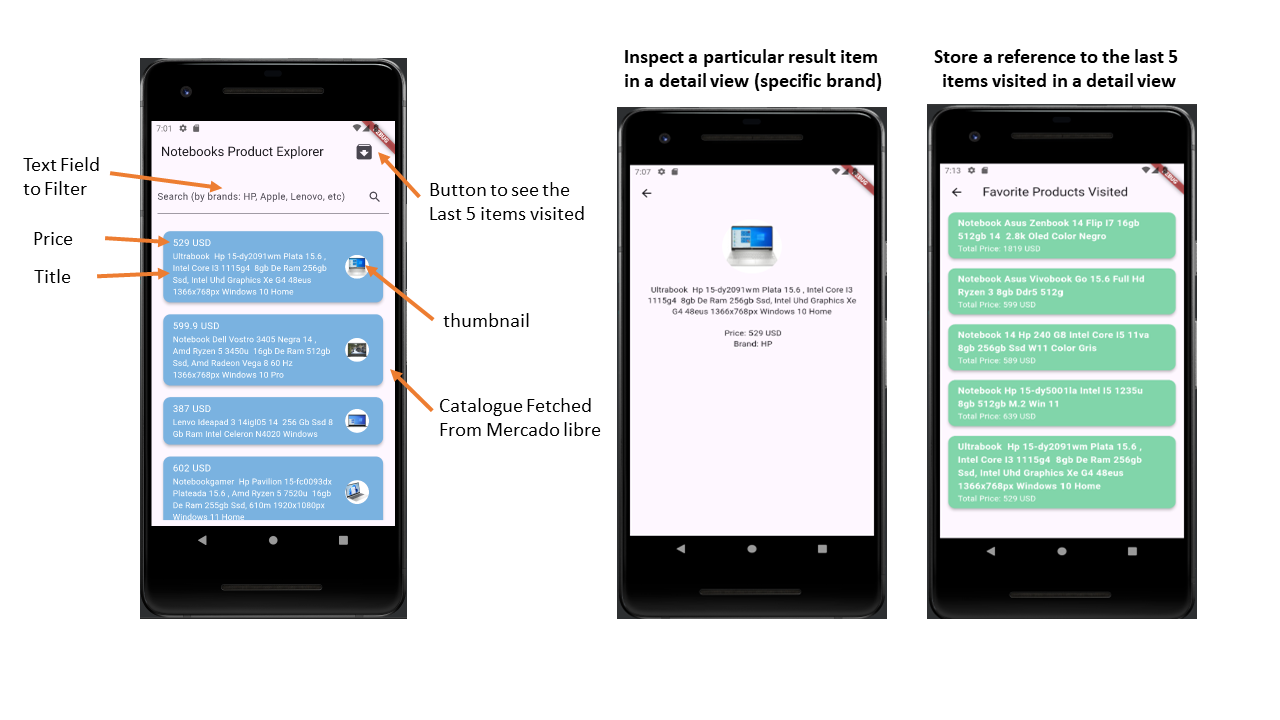 Text Field
to Filter
Price
Title
7:01
DEBUG
Notebooks Product Explorer
Search (by brands: HP, Apple, Lenovo, etc)
529 USD
Ultrabook Hp 15-dy2091wm Plata 15.6 ,
Intel Core I3 1115g4 8gb De Ram 256gb
Ssd, Intel Uhd Graphics Xe G4 48eus
1366x768px Windows 10 Home
599.9 USD
Notebook Dell Vostro 3405 Negra 14 ,
Amd Ryzen 5 3450u 16gb De Ram 512gb
Ssd, Amd Radeon Vega 8 60 Hz
1366x768px Windows 10 Pro
387 USD
Lenvo Ideapad 3 14igl05 14 256 Gb Ssd 8
Gb Ram Intel Celeron N4020 Windows
602 USD
Notebookgamer Hp Pavilion 15-fc0093dx
Plateada 15.6 , Amd Ryzen 5 7520u 16gb
De Ram 255gb Ssd, 610m 1920x1080px
Windows 11 Home
Button to see the
Last 5 items visited
thumbnail
Catalogue Fetched
From Mercado libre
Inspect a particular result item
in a detail view (specific brand)
7:07
DEBUG
Ultrabook Hp 15-dy2091wm Plata 15.6 , Intel Core I3
1115g4 8gb De Ram 256gb Ssd, Intel Uhd Graphics Xe
G4 48eus 1366x768px Windows 10 Home
Price: 529 USD
Brand: HP
Store a reference to the last 5
items visited in a detail view
7:13
DEBUG
Favorite Products Visited
Notebook Asus Zenbook 14 Flip I7 16gb
512gb 14 2.8k Oled Color Negro
Total Price: 1819 USD
Notebook Asus Vivobook Go 15.6 Full Hd
Ryzen 3 8gb Ddr5 512g
Total Price: 599 USD
Notebook 14 Hp 240 G8 Intel Core I5 11va
8gb 256gb Ssd W11 Color Gris
Total Price: 589 USD
Notebook Hp 15-dy5001la Intel I5 1235u
8gb 512gb M.2 Win 11
Total Price: 639 USD
Ultrabook Hp 15-dy2091wm Plata 15.6 ,
Intel Core I3 1115g4 8gb De Ram 256gb
Ssd, Intel Uhd Graphics Xe G4 48eus
1366x768px Windows 10 Home
Total Price: 529 USD